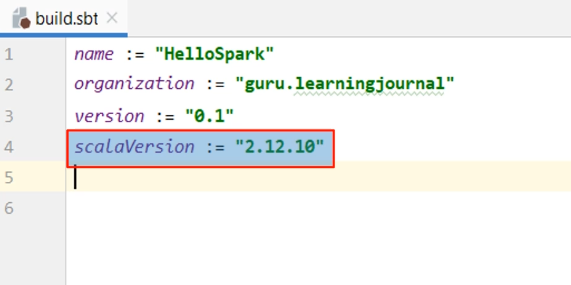 build.sbt
1 name := "HelloSpark"
2 organization := "guru.learningjournal"
3 version := "0.1"
4 scalaVersion := "2.12.10"
5
6